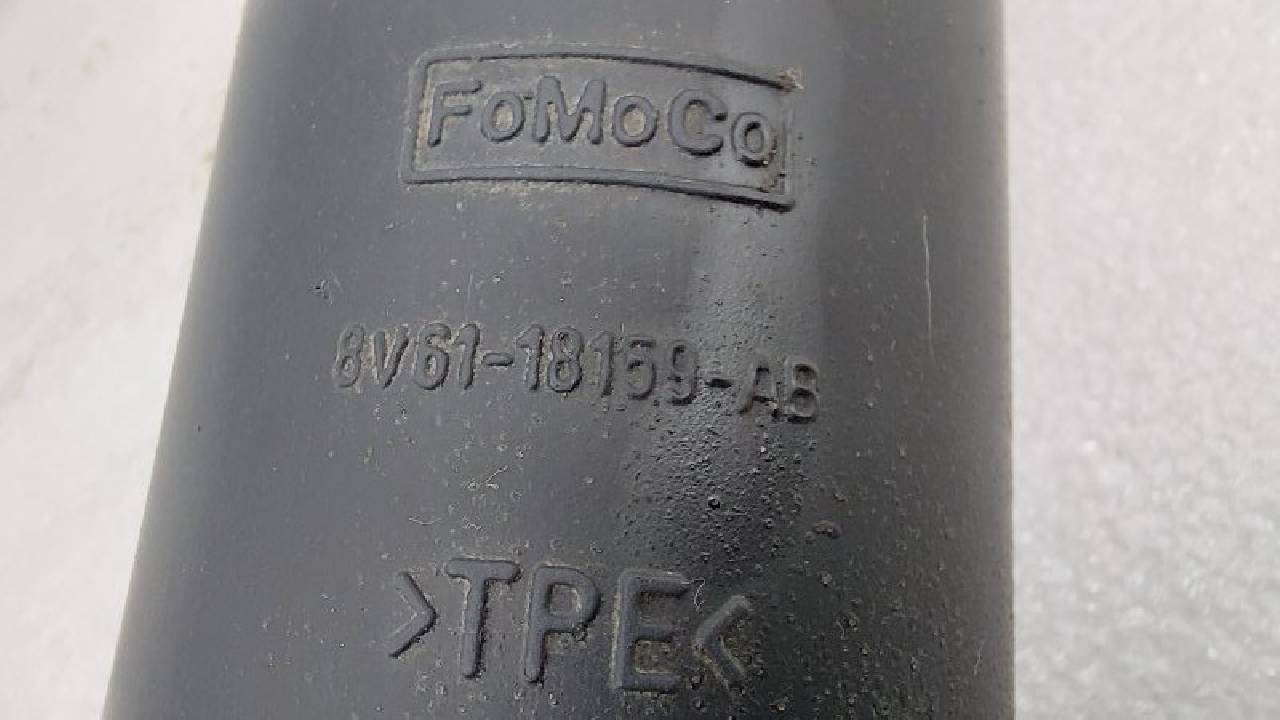 FoMoCo
8V61-18159-AB
>TPE<